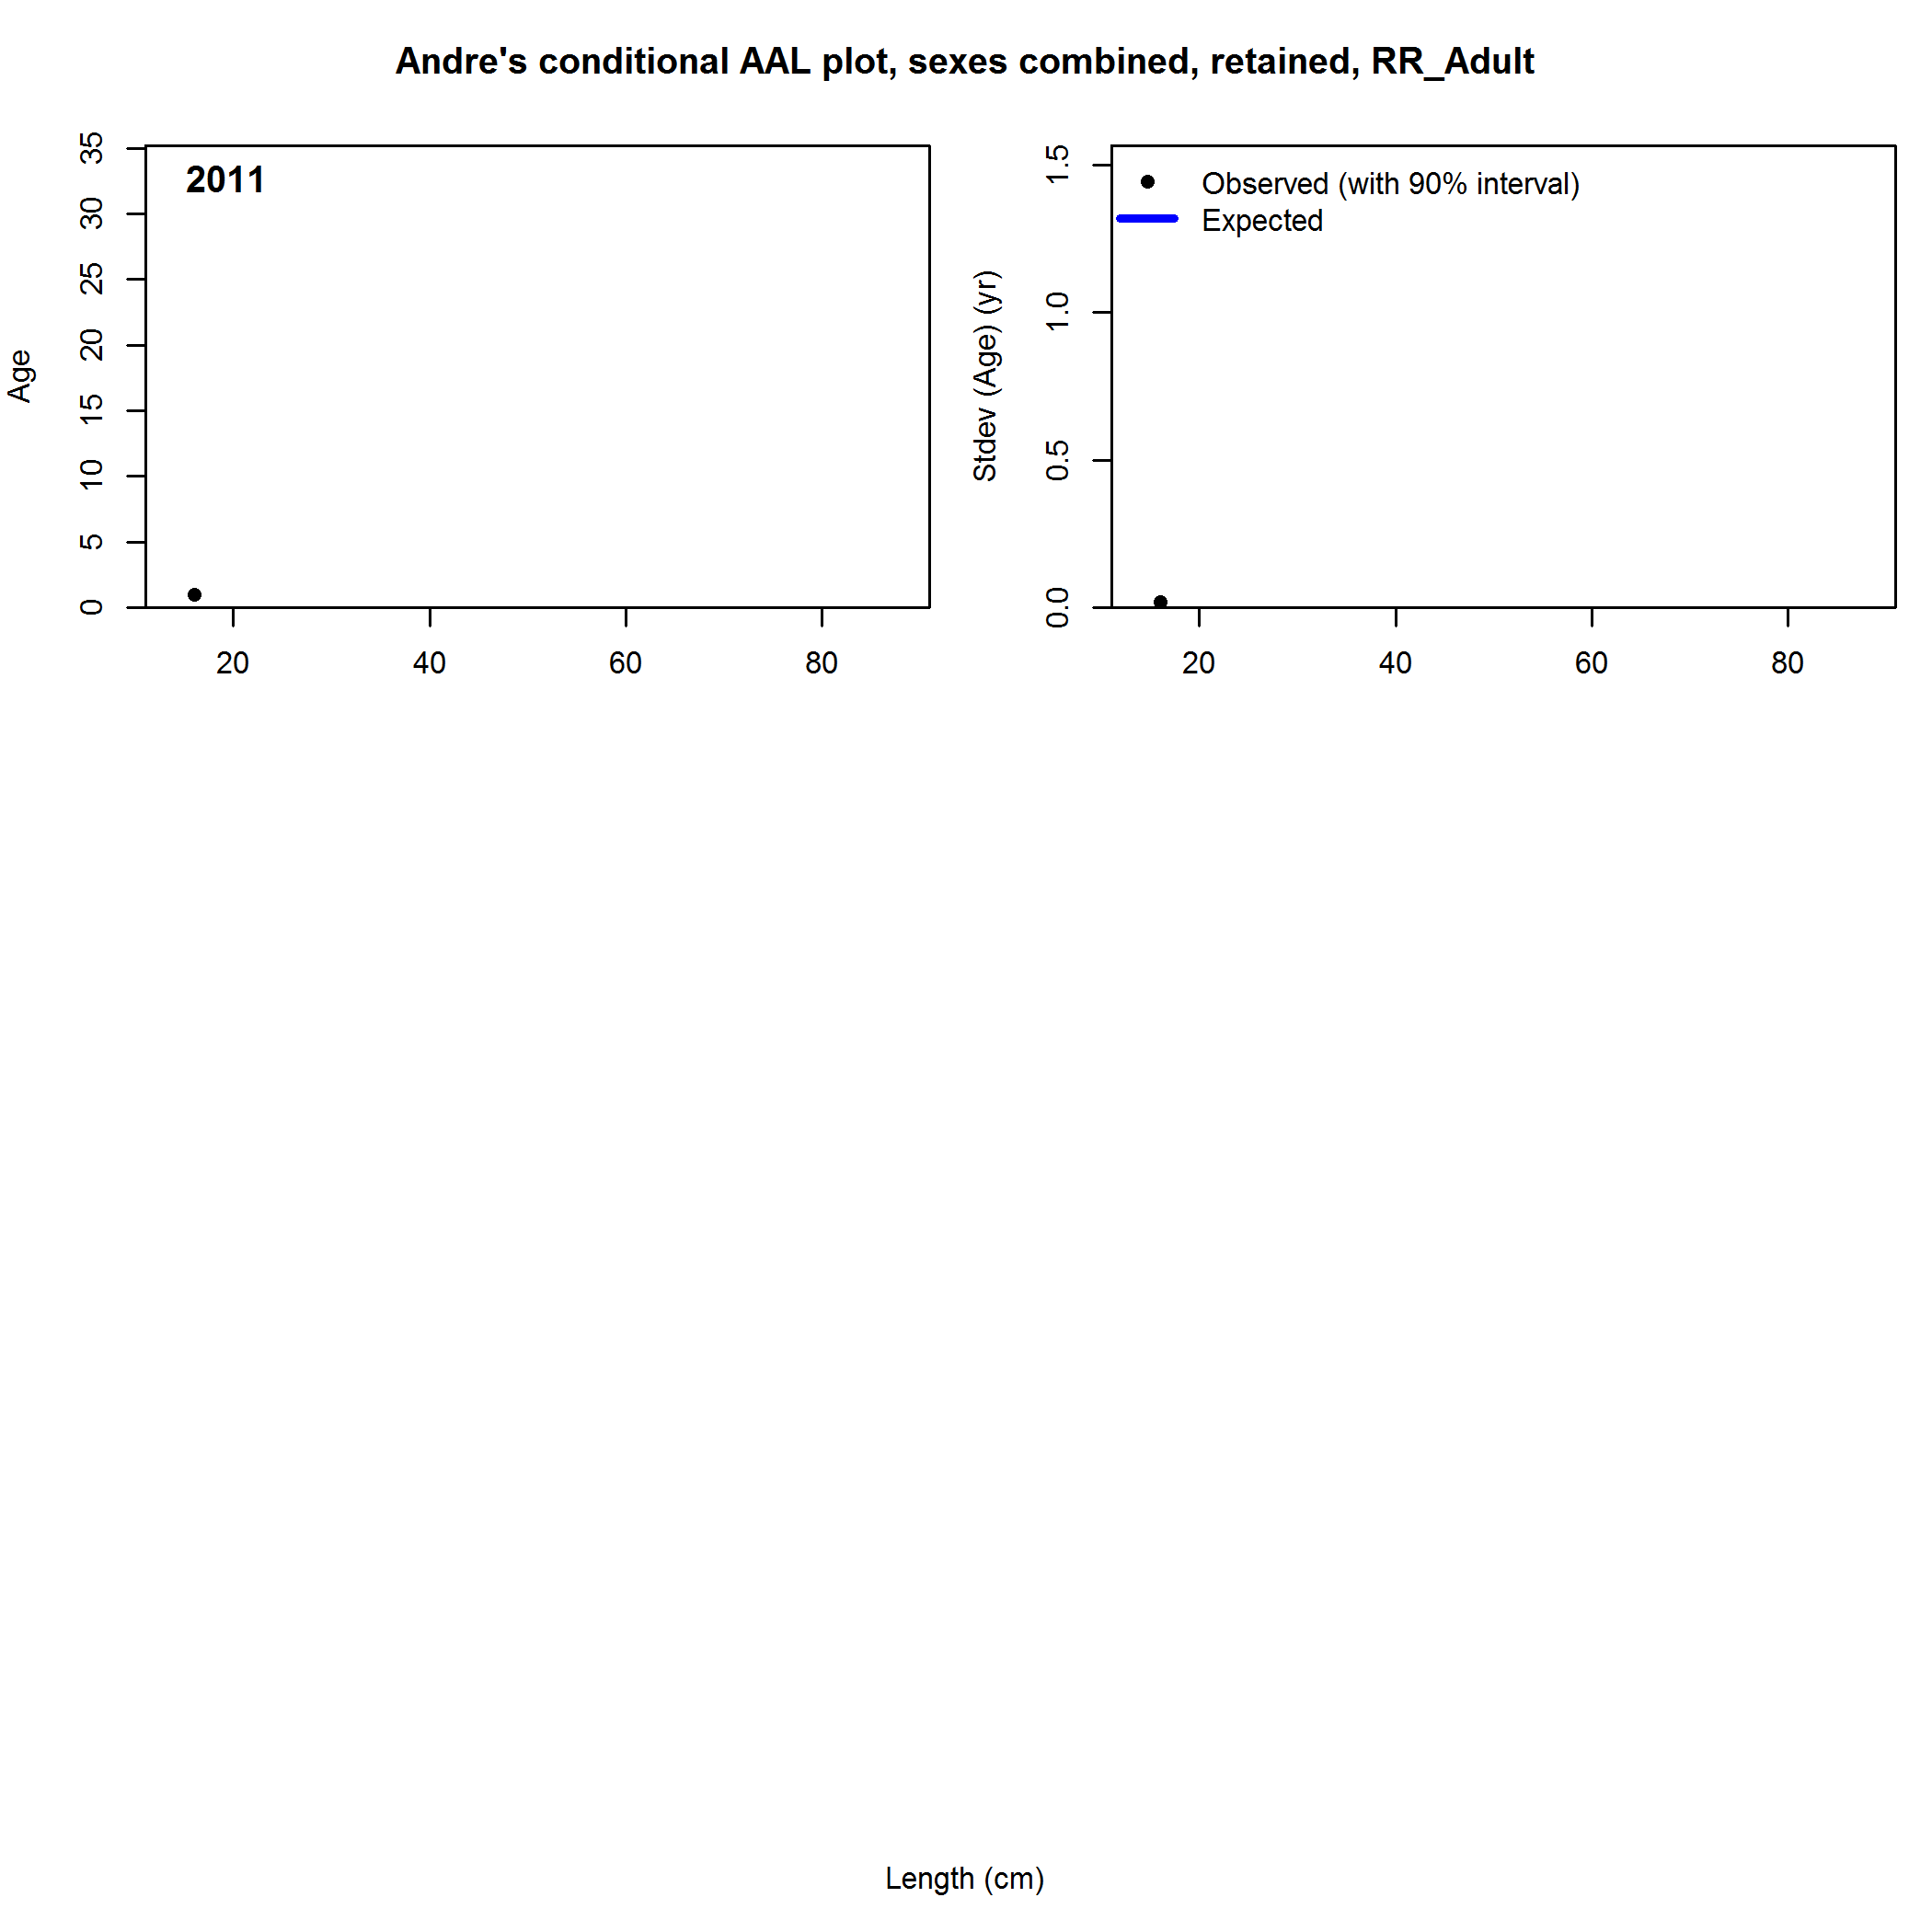 Andre's conditional AAL plot, sexes combined, retained, RR_Adult
Age
35
30
25
20
15
10
5
0
2011
20 40 60 80
Stdev (Age) (yr)
1.5
1.0
0.5
0.0
Observed (with 90% interval)
Expected
20 40 60 80
Length (cm)